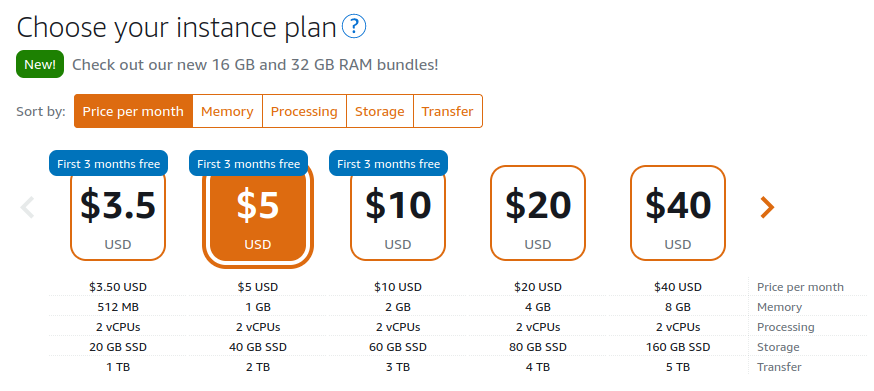 Choose your instance plan ?
New! Check out our new 16 GB and 32 GB RAM bundles!
Sort by: Price per month Memory Processing Storage Transfer
First 3 months free First 3 months free First 3 months free
$3.5 $5 $10 $20 $40
USD USD USD USD USD
$3.50 USD $5 USD $10 USD $20 USD $40 USD Price per month
512 MB 1 GB 2 GB 4 GB 8 GB Memory
2 vCPUs 2 vCPUs 2 vCPUs 2 vCPUs 2 vCPUs Processing
20 GB SSD 40 GB SSD 60 GB SSD 80 GB SSD 160 GB SSD Storage
1 TB 2 TB 3 TB 4 TB 5 TB Transfer